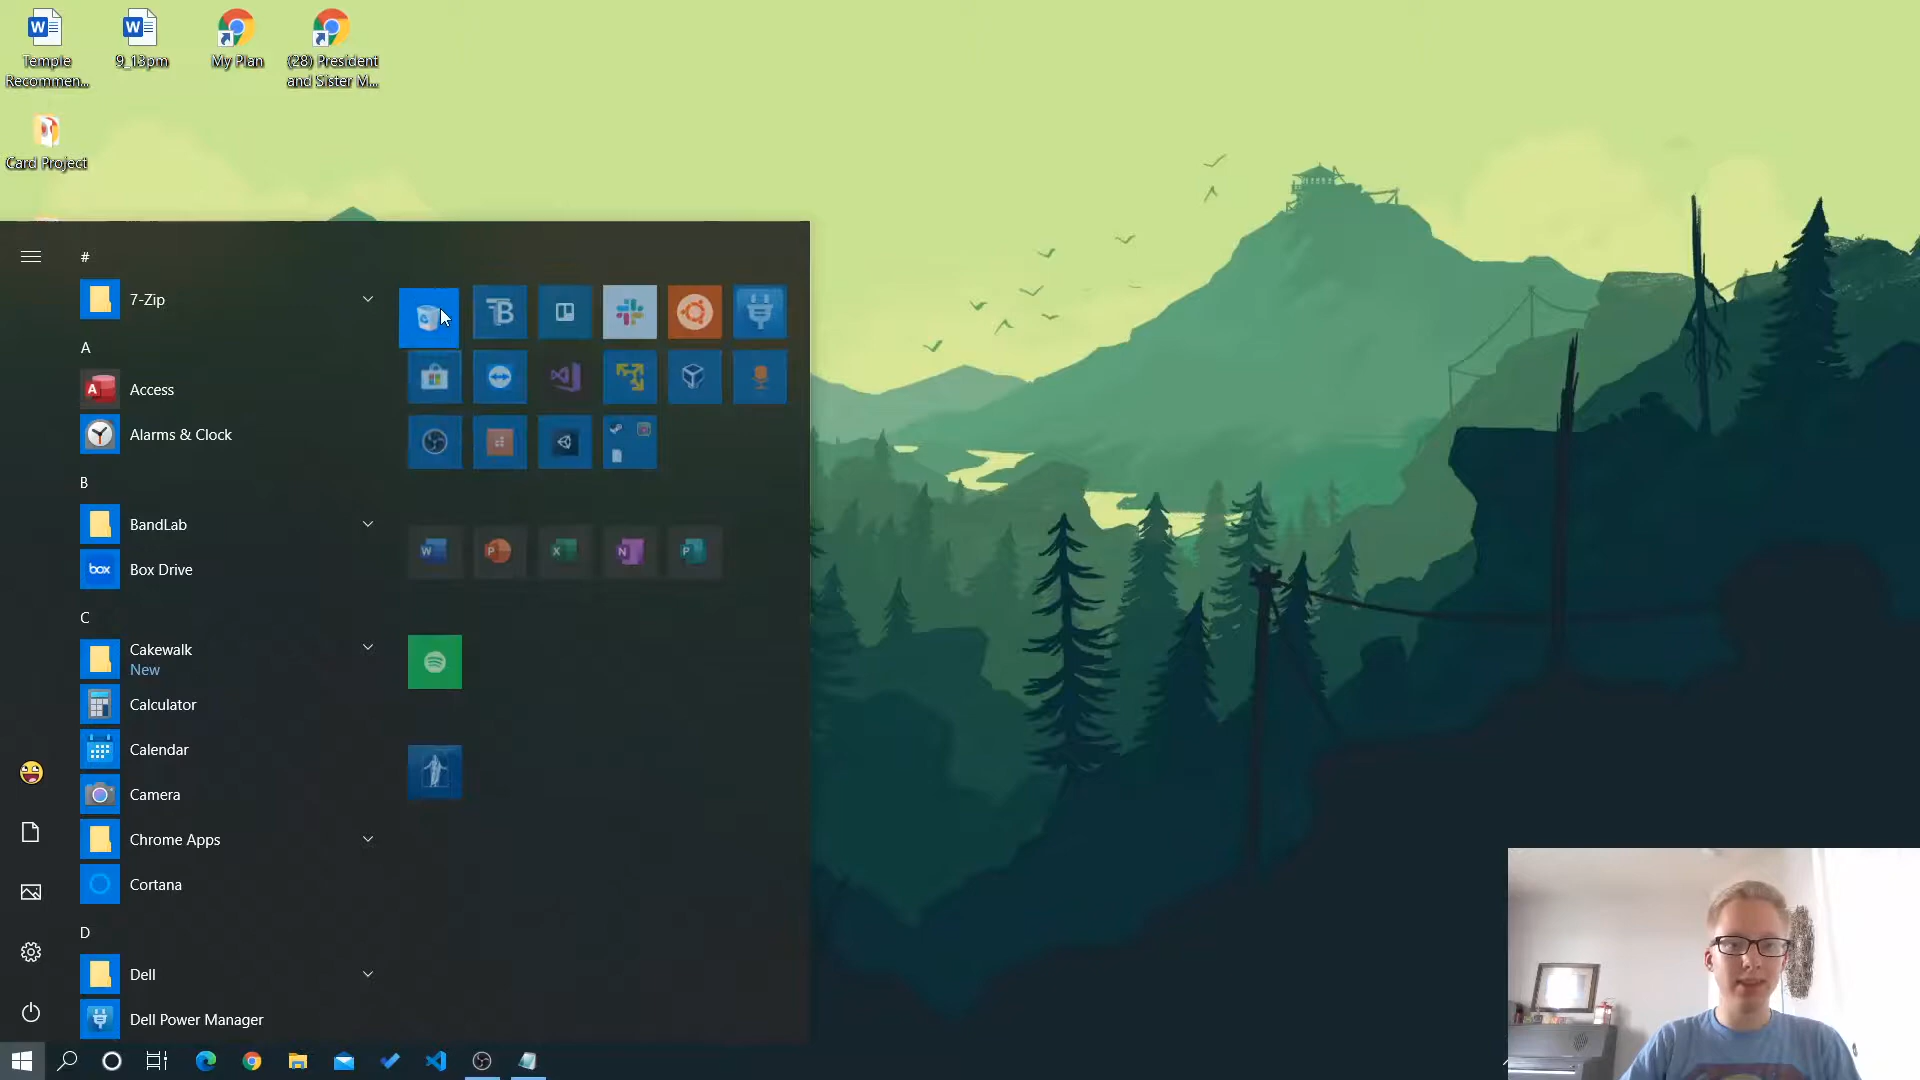 Temple
Recommen...
9_13pm
My Plan
(28) President
and Sister M...
Card Project
#
7-Zip
A
Access
Alarms & Clock
B
BandLab
box
Box Drive
C
Cakewalk
New
Calculator
Calendar
Camera
Chrome Apps
Cortana
D
Dell
Dell Power Manager